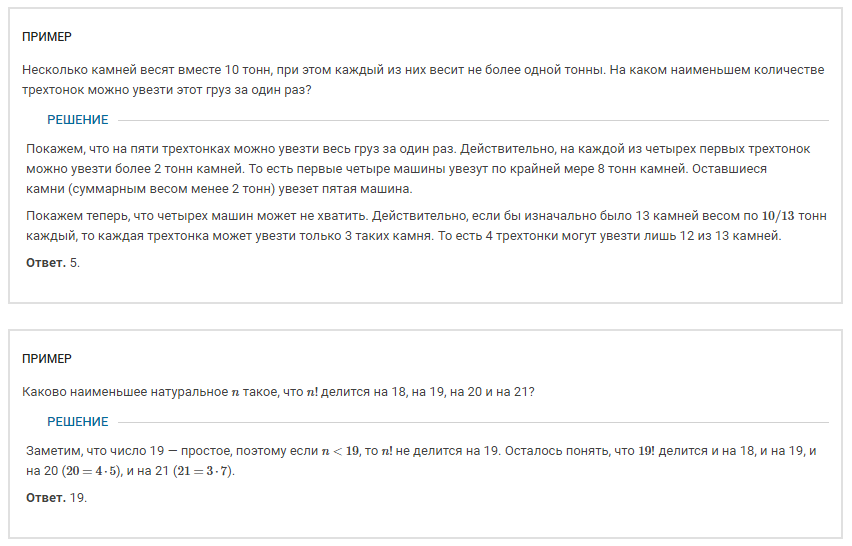 ПРИМЕР
Несколько камней весят вместе 10 тонн, при этом каждый из них весит не более одной тонны. На каком наименьшем количестве
трехтонок можно увезти этот груз за один раз?
РЕШЕНИЕ
Покажем, что на пяти трехтонках можно увезти весь груз за один раз. Действительно, на каждой из четырех первых трехтонок
можно увезти более 2 тонн камней. То есть первые четыре машины увезут по крайней мере 8 тонн камней. Оставшиеся
камни (суммарным весом менее 2 тонн) увезет пятая машина.
Покажем теперь, что четырех машин может не хватить. Действительно, если бы изначально было 13 камней весом по 10/13 тонн
каждый, то каждая трехтонка может увезти только 3 таких камня. То есть 4 трехтонки могут увезти лишь 12 из 13 камней.
Ответ. 5.
ПРИМЕР
Каково наименьшее натуральное n такое, что n! делится на 18, на 19, на 20 и на 21?
РЕШЕНИЕ
Заметим, что число 19 — простое, поэтому если n < 19, то n! не делится на 19. Осталось понять, что 19! делится и на 18, и на 19, и
на 20 (20 = 4 · 5), и на 21 (21 = 3 · 7).
Ответ. 19.